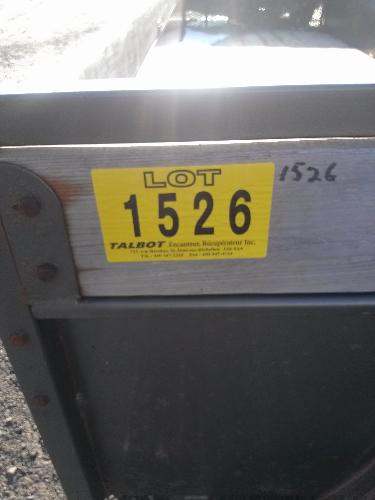 LOT
1526
1526
TALBOT Encanteur, Récupérateur Inc.